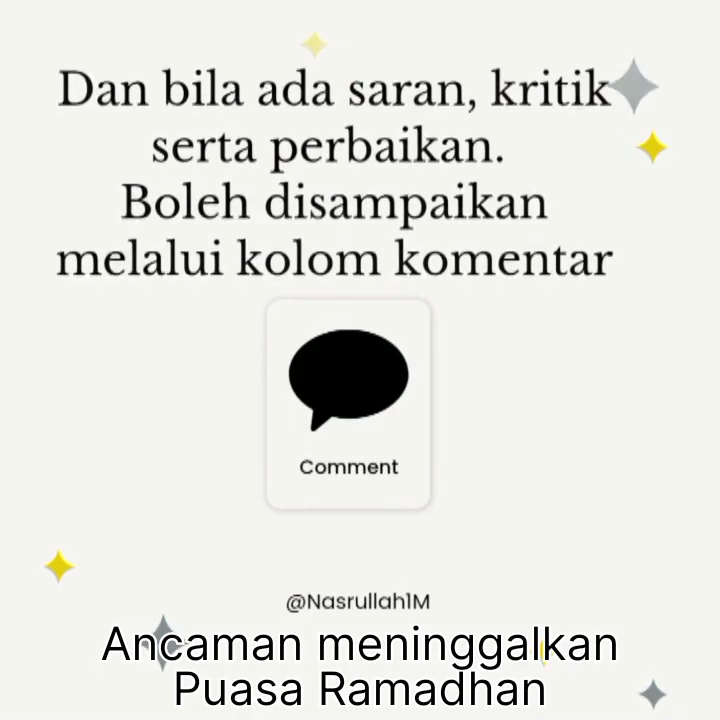 Dan bila ada saran, kritik
serta perbaikan.
Boleh disampaikan
melalui kolom komentar
Comment
@Nasrullah1M
Ancaman meninggalkan
Puasa Ramadhan